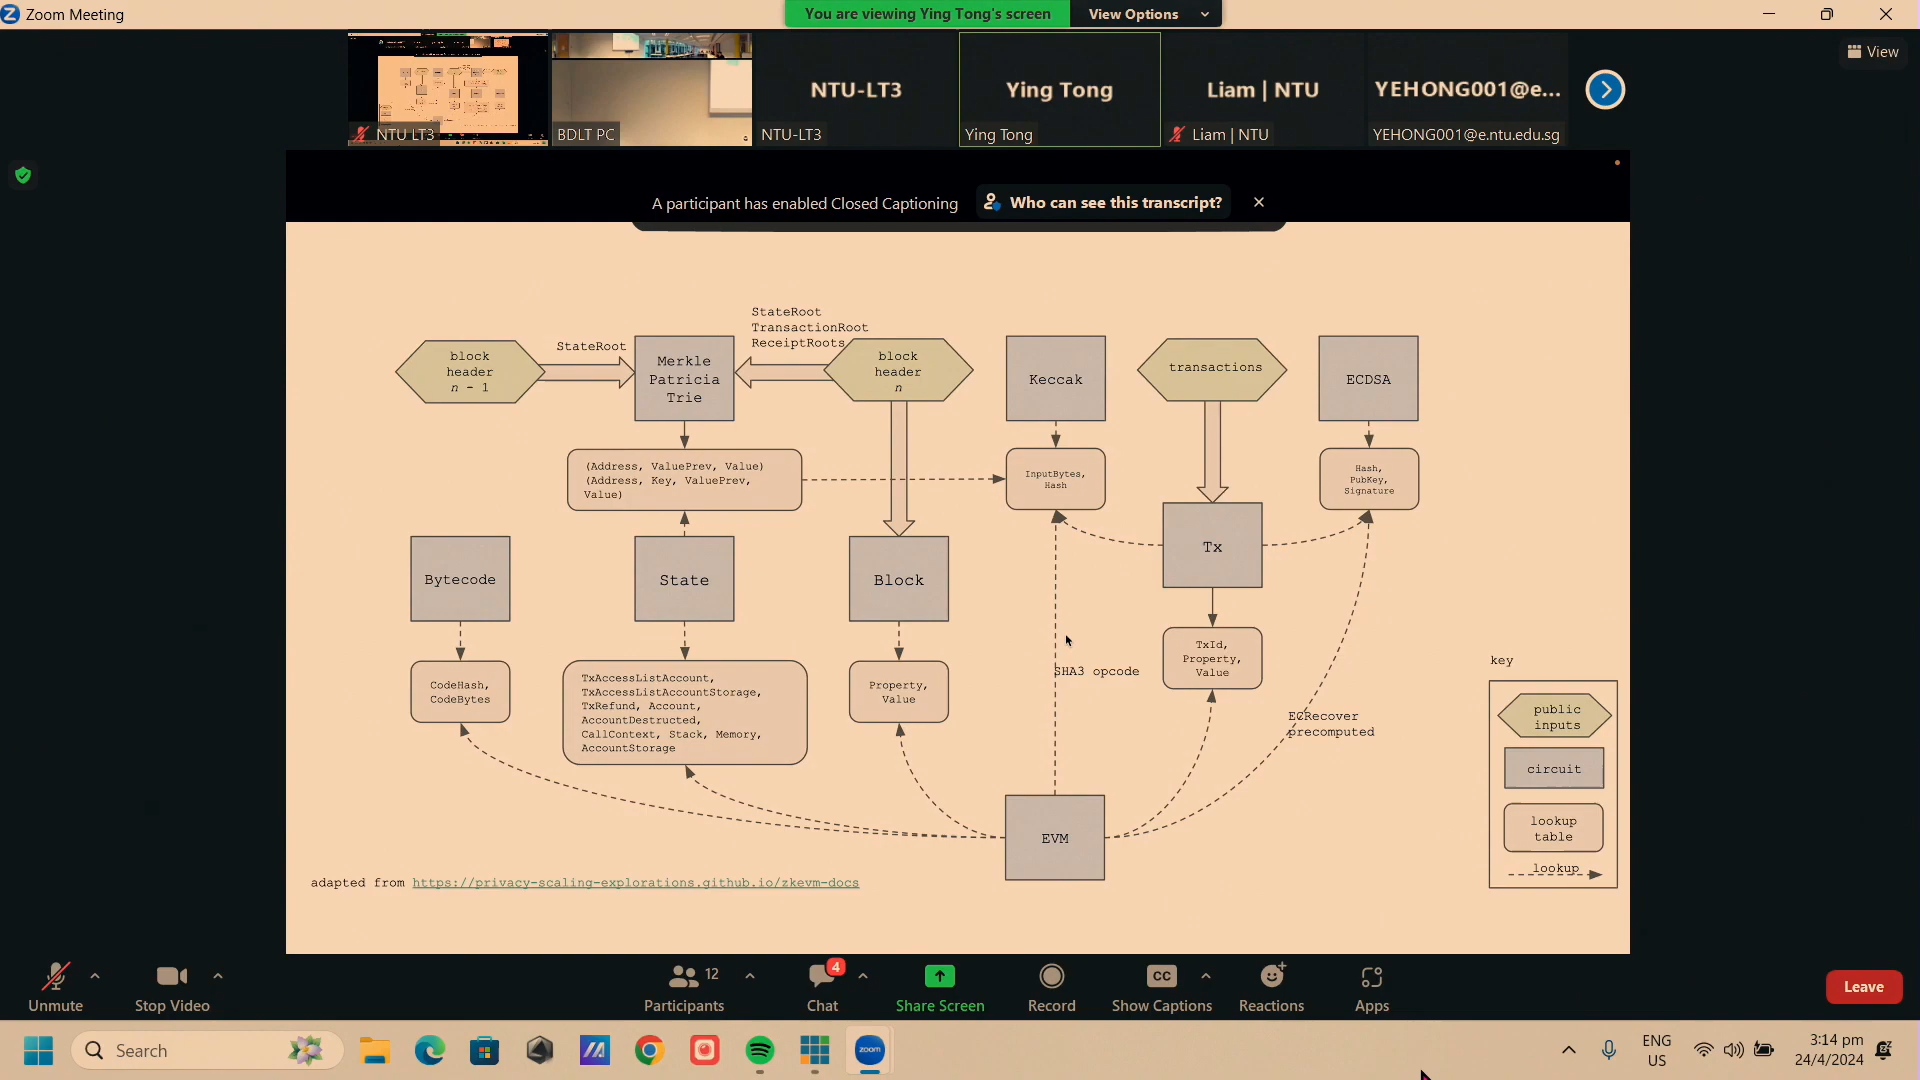 Zoom Meeting
You are viewing Ying Tong's screen
View Options
View
NTU LT3
BDLT PC
NTU-LT3
NTU-LT3
Ying Tong
Ying Tong
Liam | NTU
Liam | NTU
YEHONG001@e...
YEHONG001@e.ntu.edu.sg
A participant has enabled Closed Captioning
Who can see this transcript?
block
header
n - 1
StateRoot
Merkle
Patricia
Trie
StateRoot
TransactionRoot
ReceiptRoots
block
header
n
Keccak
transactions
ECDSA
(Address, ValuePrev, Value)
(Address, Key, ValuePrev,
Value)
InputBytes,
Hash
Hash,
PubKey,
Signature
Bytecode
State
Block
Tx
CodeHash,
CodeBytes
TxAccessListAccount,
TxAccessListAccountStorage,
TxRefund, Account,
AccountDestructed,
CallContext, Stack, Memory,
AccountStorage
Property,
Value
SHA3 opcode
TxId,
Property,
Value
ECRecover
precomputed
EVM
key
public
inputs
circuit
lookup
table
lookup
adapted from https://privacy-scaling-explorations.github.io/zkevm-docs
Unmute
Stop Video
12
Participants
4
Chat
Share Screen
Record
CC
Show Captions
Reactions
Apps
Leave
Search
zoom
ENG
US
3:14 pm
24/4/2024